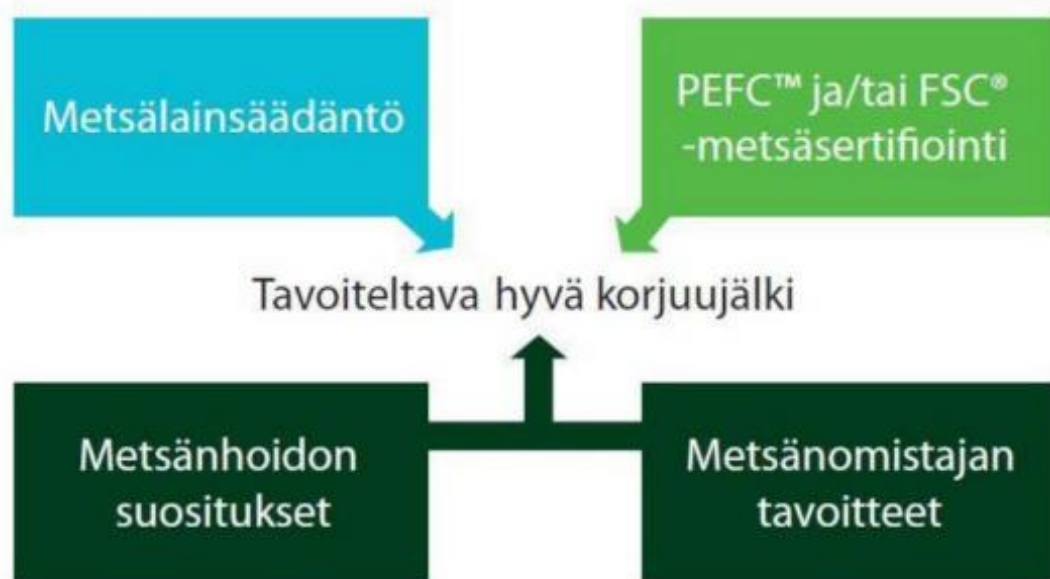 Metsälainsäädäntö
PEFC™ ja/tai FSC®
-metsäsertifiointi
Tavoiteltava hyvä korjuujälki
Metsänhoidon
suositukset
Metsänomistajan
tavoitteet